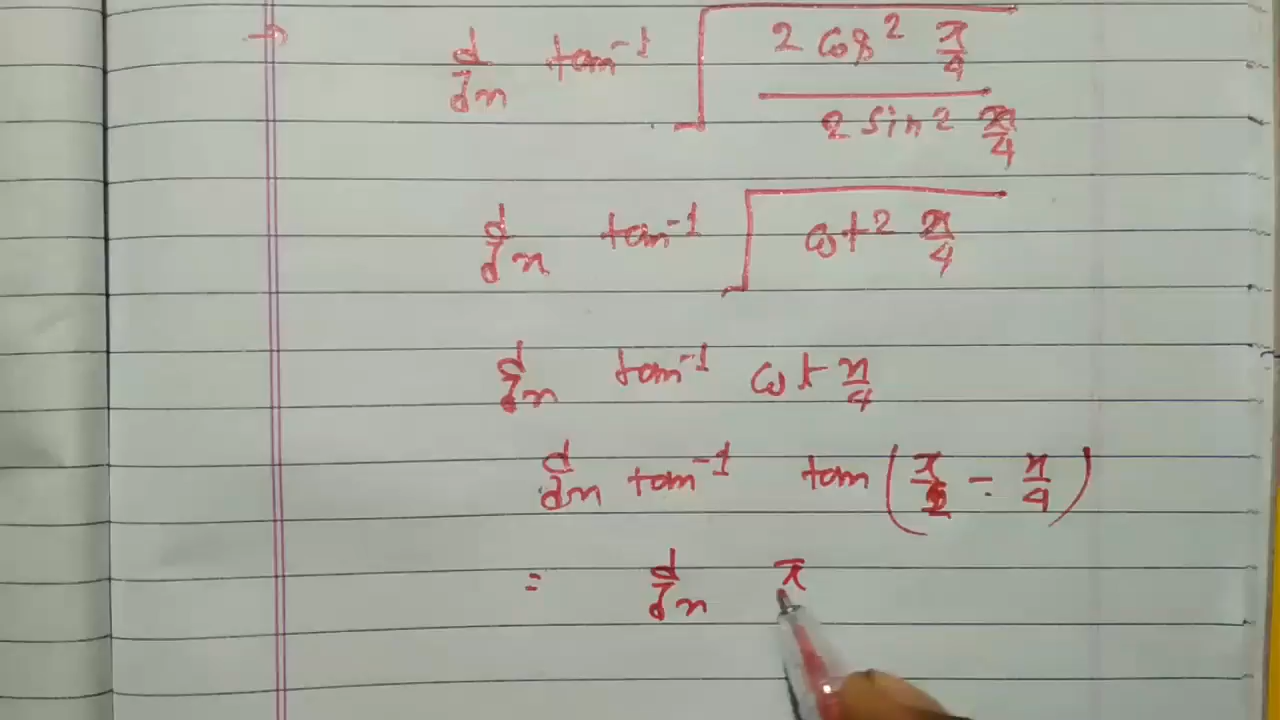 d/dx tan⁻¹ √(2 cos² x/4 / 2 sin² x/4)
d/dx tan⁻¹ √(cot² x/4)
d/dx tan⁻¹ cot x/4
d/dx tan⁻¹ tan (π/2 - x/4)
= d/dx π